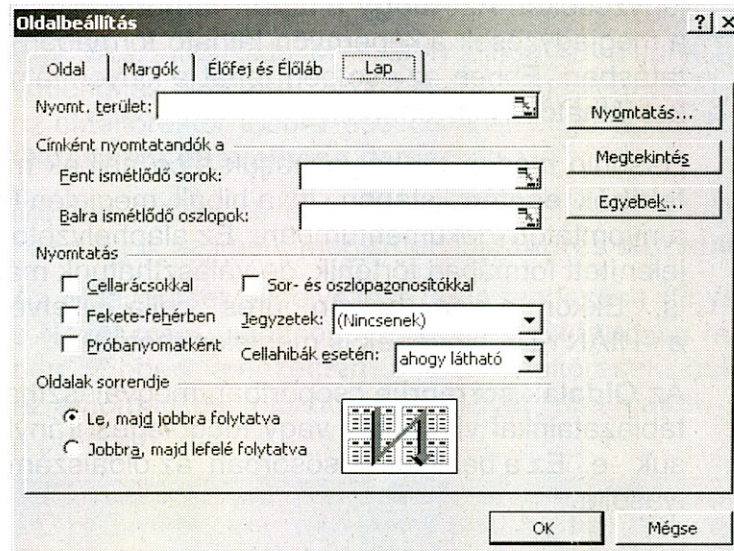 Oldalbeállítás
Oldal Margók Élőfej és Élőláb Lap
Nyomt. terület:
Nyomtatás...
Címként nyomtatandók a
Megtekintés
Fent ismétlődő sorok:
Egyebek...
Balra ismétlődő oszlopok:
Nyomtatás
Cellarácsokkal
Sor- és oszlopazonosítókkal
Fekete-fehérben
Jegyzetek: (Nincsenek)
Próbanyomatként
Cellahibák esetén: ahogy látható
Oldalak sorrendje
Le, majd jobbra folytatva
Jobbra, majd lefelé folytatva
OK Mégse